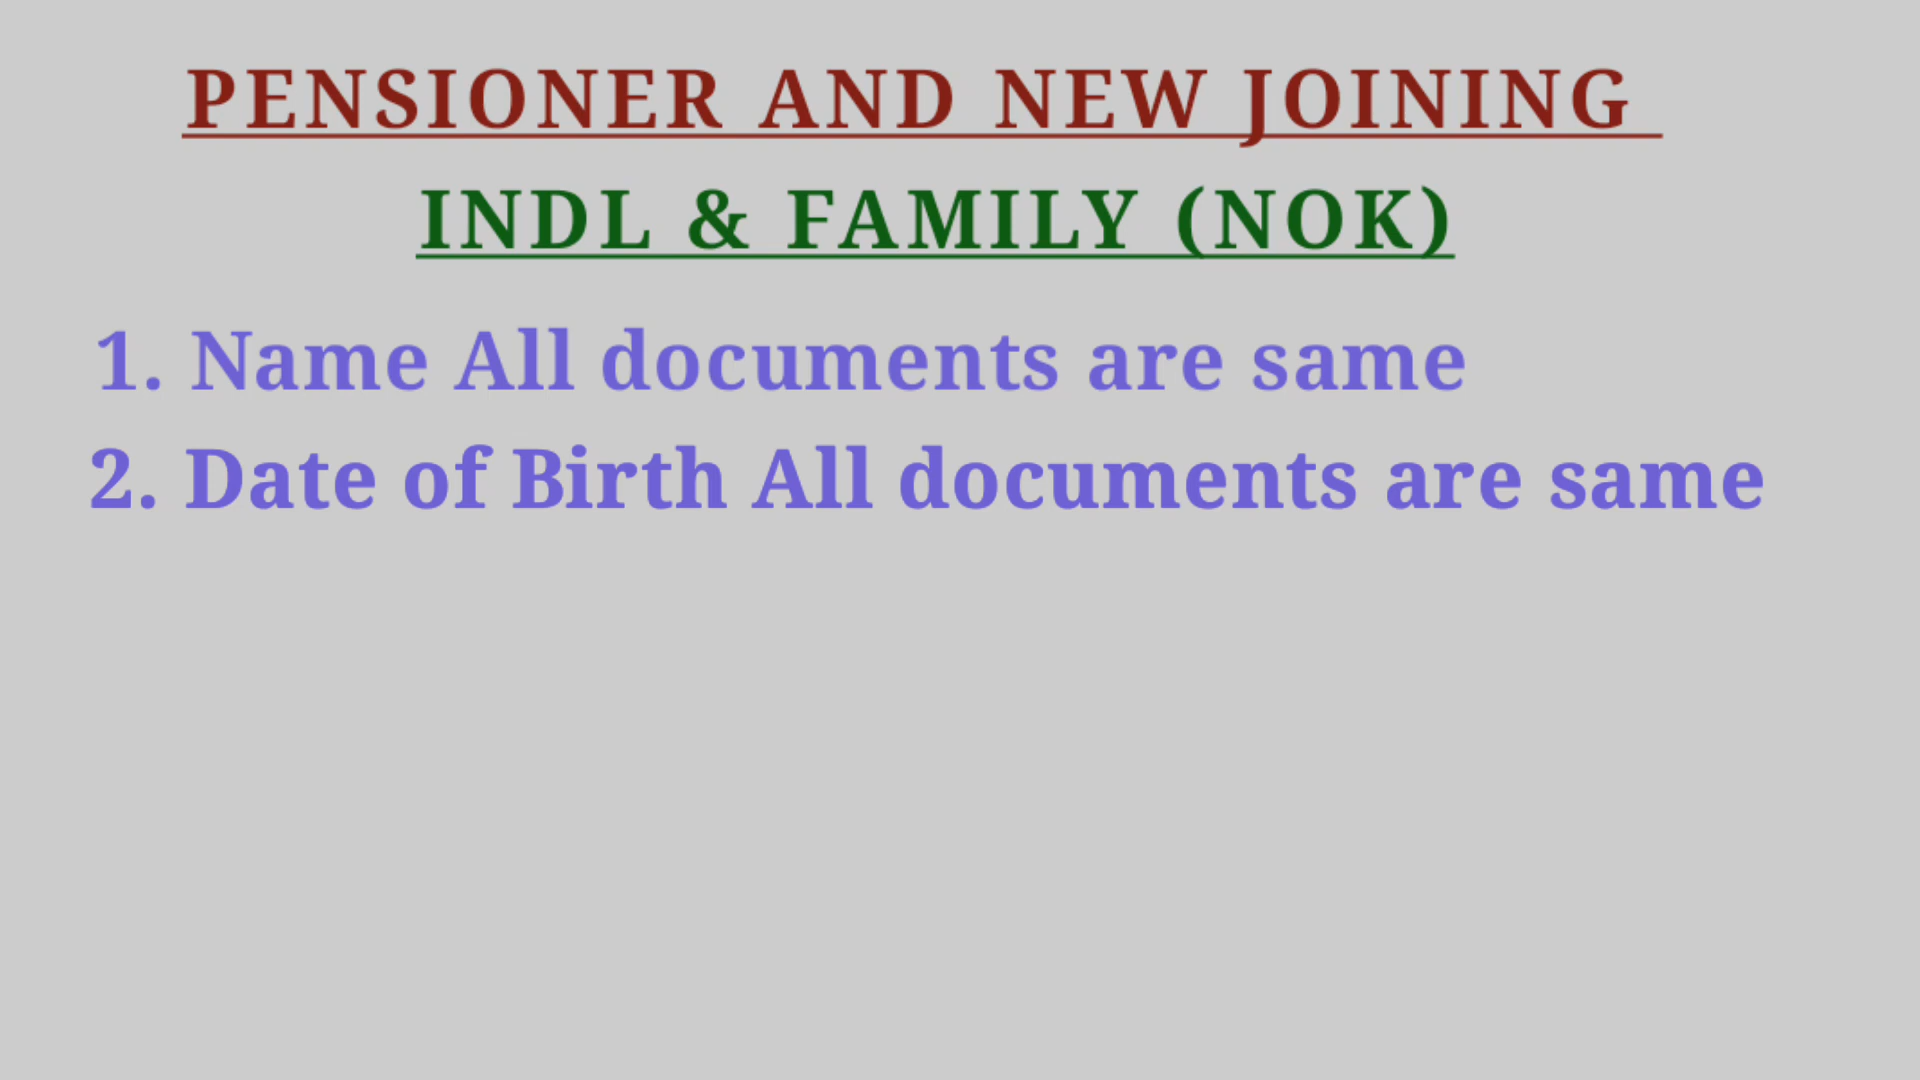 PENSIONER AND NEW JOINING
INDL & FAMILY (NOK)
1. Name All documents are same
2. Date of Birth All documents are same